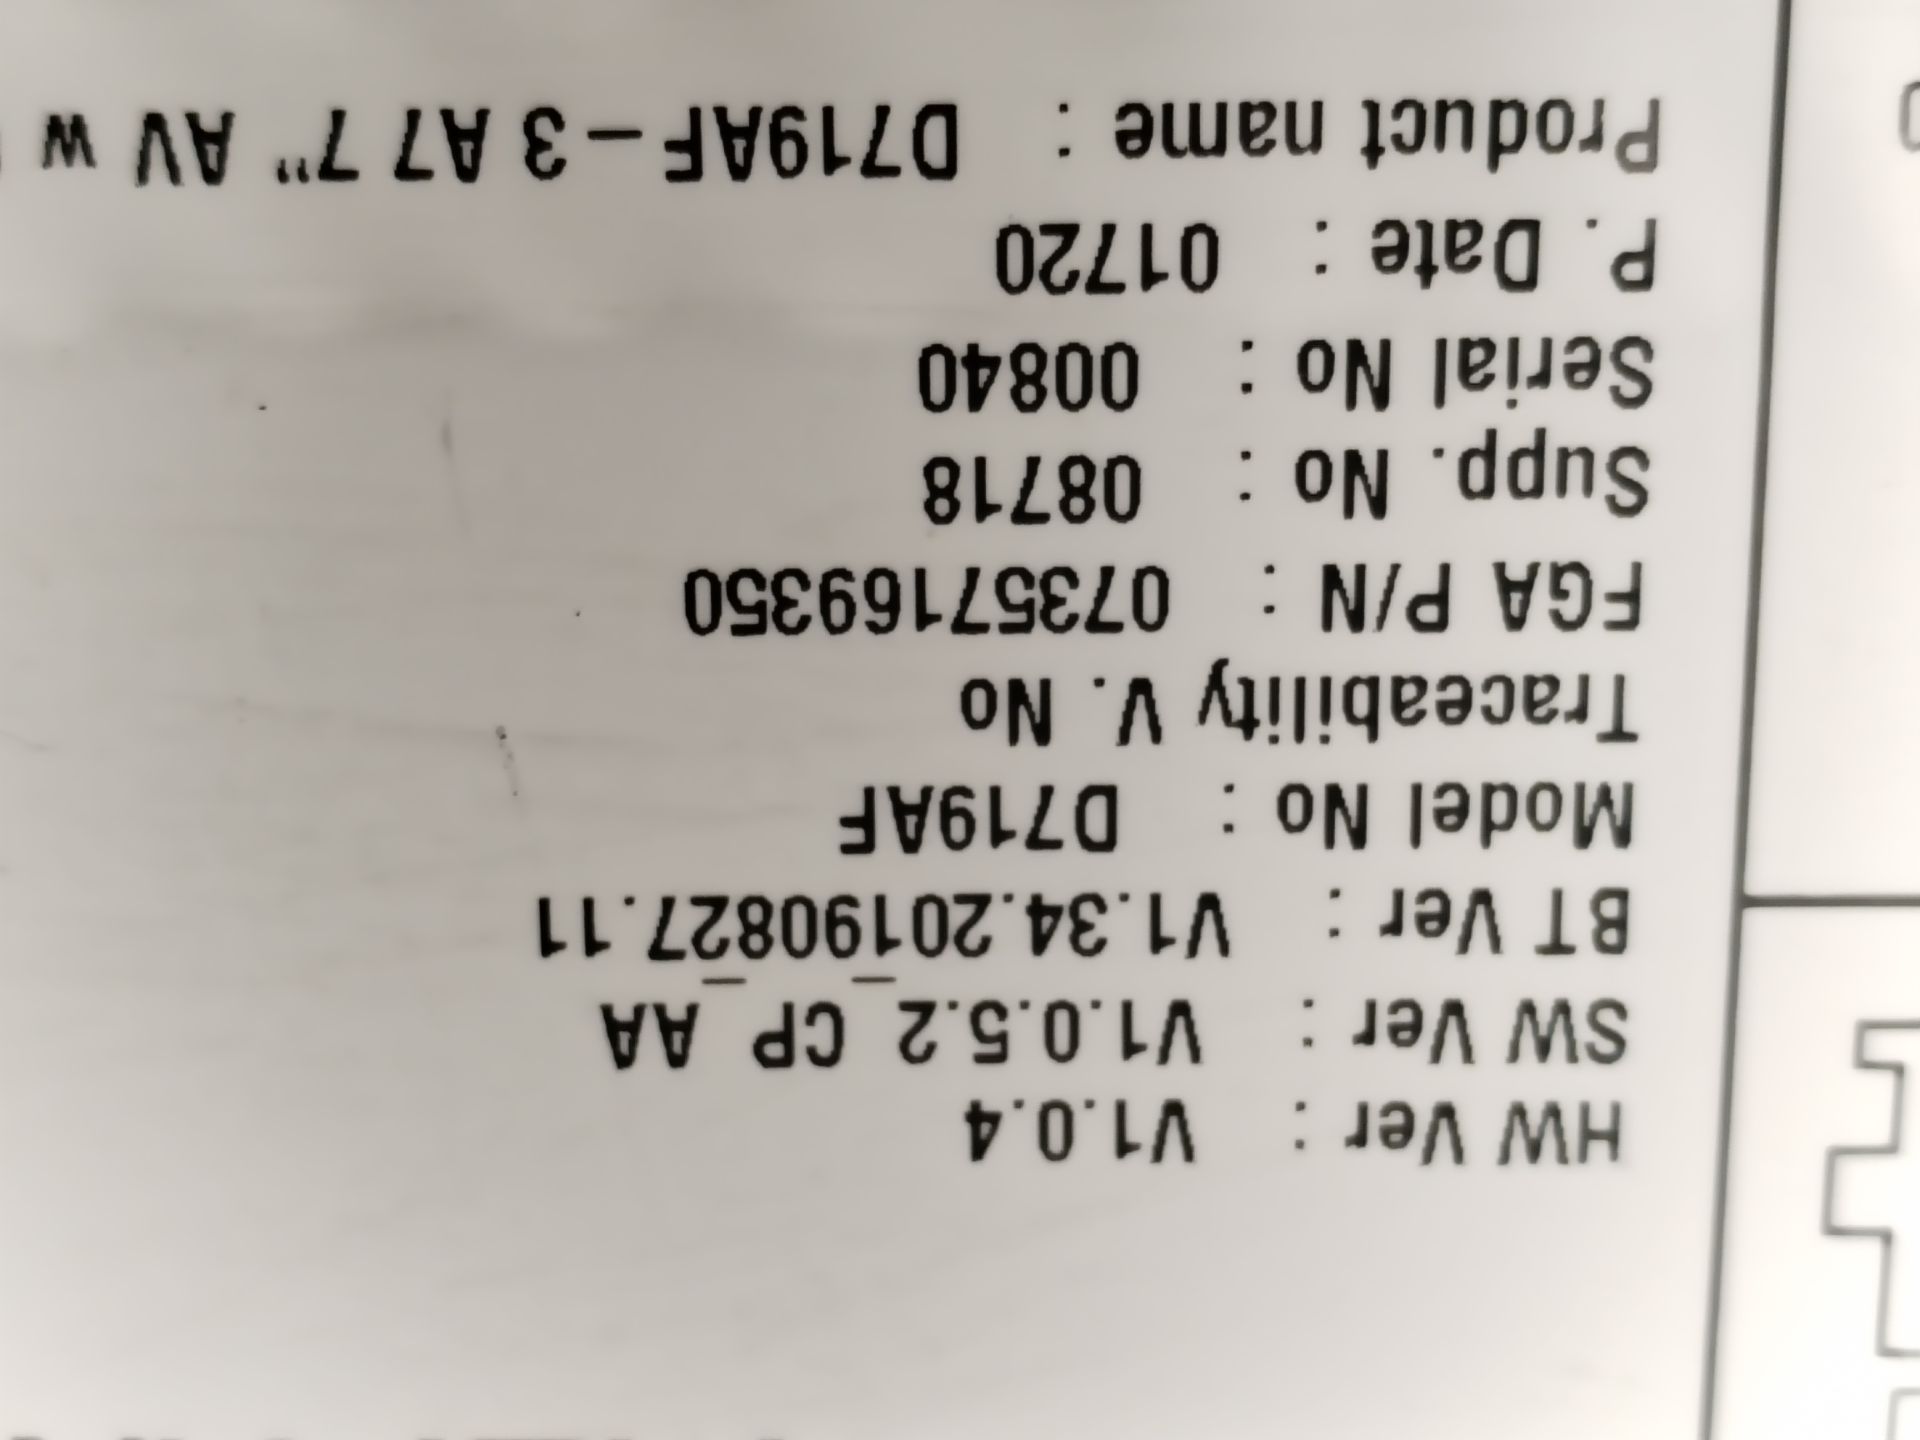 HW Ver : V1.0.4
SW Ver : V1.0.5.2_CP_AA
BT Ver : V1.34.20190827.11
Model No : D719AF
Traceability V. No
FGA P/N : 07357169350
Supp. No : 08718
Serial No : 00840
P. Date : 01720
Product name : D719AF-3 A7 7" AV w